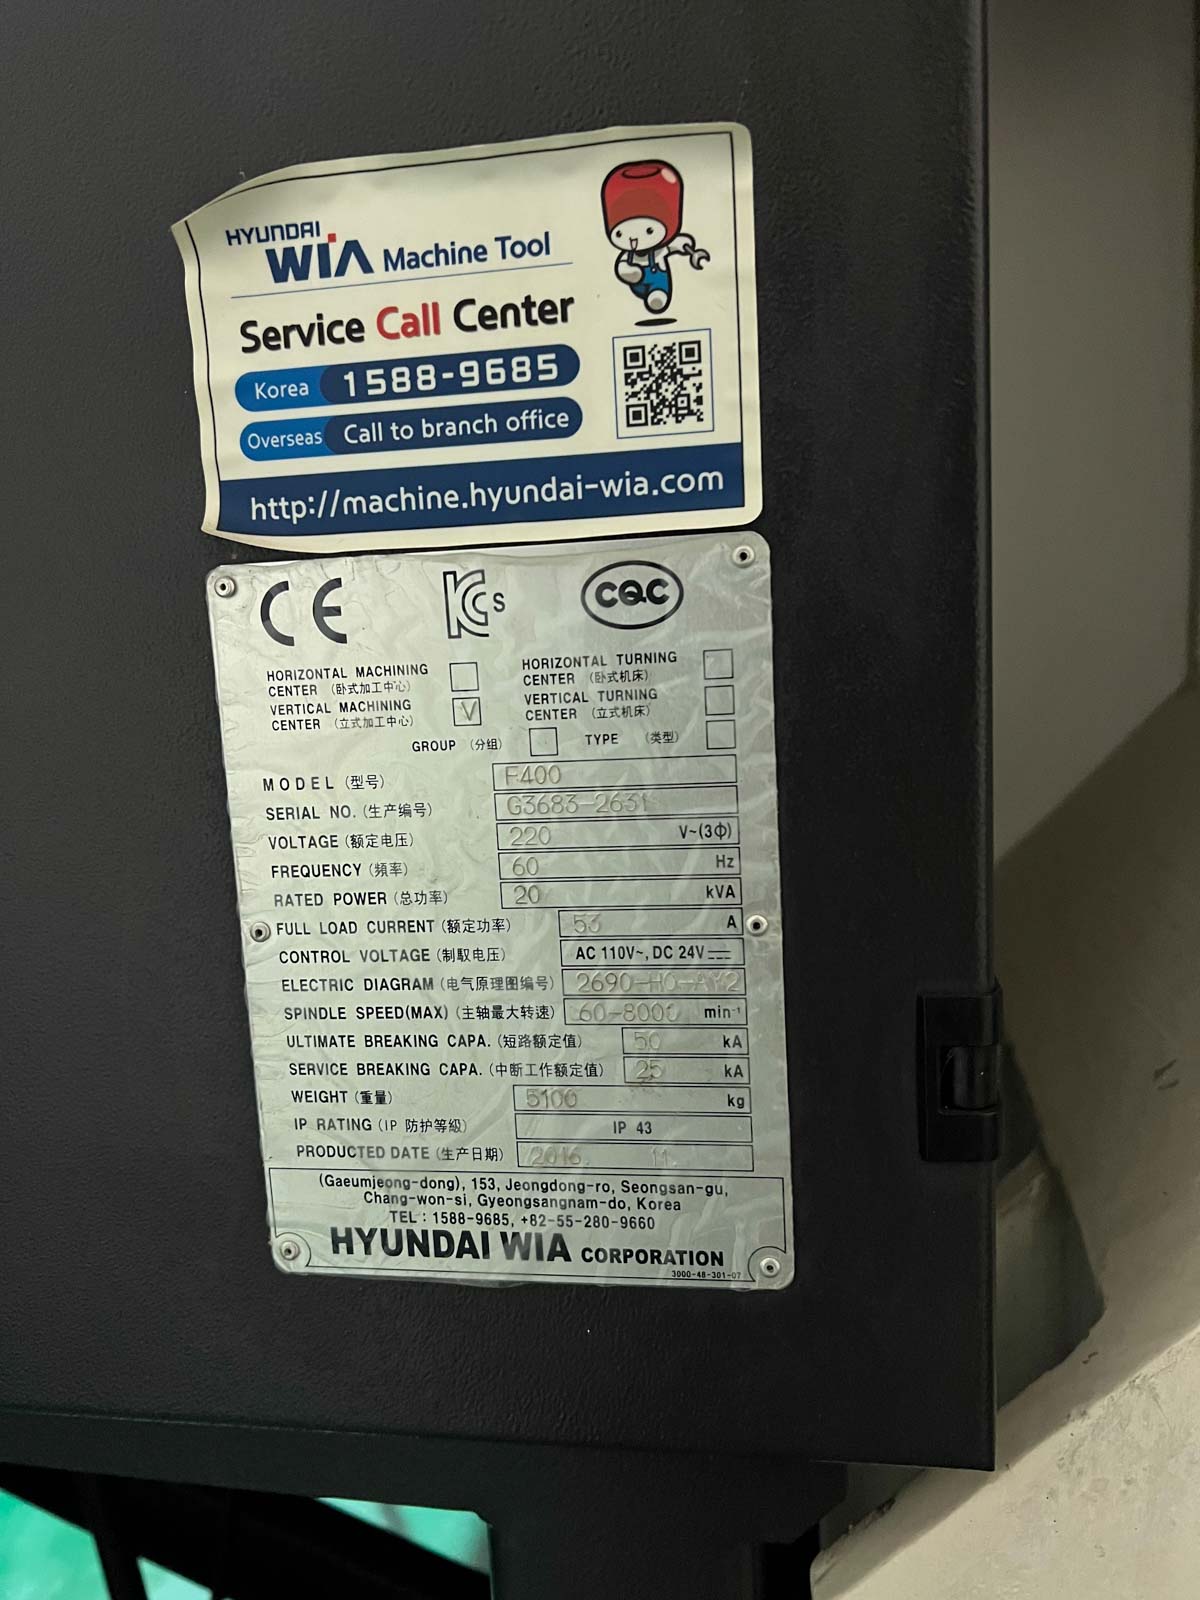 HYUNDAI
WIA Machine Tool
Service Call Center
Korea 1588-9685
Overseas Call to branch office
http://machine.hyundai-wia.com
CE KCs CQC
HORIZONTAL MACHINING
CENTER (卧式加工中心)
VERTICAL MACHINING
CENTER (立式加工中心) V
HORIZONTAL TURNING
CENTER (卧式机床)
VERTICAL TURNING
CENTER (立式机床)
GROUP (分组) TYPE (类型)
MODEL (型号) F400
SERIAL NO. (生产编号) G3683-2631
VOLTAGE (额定电压) 220 V~(3Φ)
FREQUENCY (頻率) 60 Hz
RATED POWER (总功率) 20 kVA
FULL LOAD CURRENT (额定功率) 53 A
CONTROL VOLTAGE (制馭电压) AC 110V~, DC 24V
ELECTRIC DIAGRAM (电气原理图编号) 2690-H0-AY2
SPINDLE SPEED(MAX) (主轴最大转速) 60-8000 min⁻¹
ULTIMATE BREAKING CAPA. (短路额定值) 50 kA
SERVICE BREAKING CAPA. (中断工作额定值) 25 kA
WEIGHT (重量) 5100 kg
IP RATING (IP 防护等級) IP 43
PRODUCTED DATE (生产日期) 2016. 11.
(Gaeumjeong-dong), 153, Jeongdong-ro, Seongsan-gu,
Chang-won-si, Gyeongsangnam-do, Korea
TEL : 1588-9685, +82-55-280-9660
HYUNDAI WIA CORPORATION
3000-48-301-07